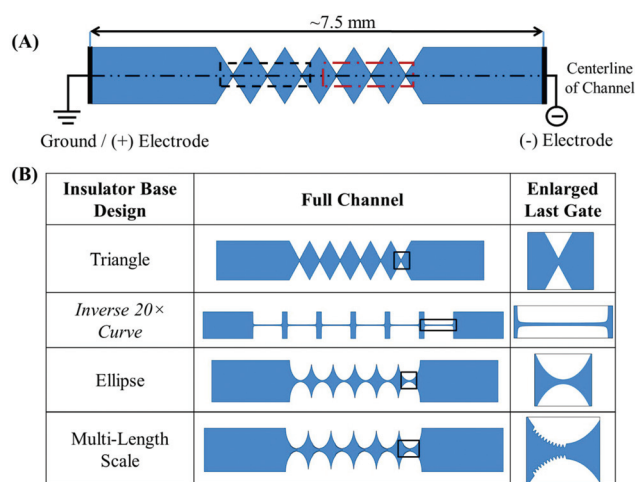 ~7.5 mm
(A)
Centerline
of Channel
Ground / (+) Electrode
(-) Electrode
(B)
Insulator Base
Design
Full Channel
Enlarged
Last Gate
Triangle
Inverse 20×
Curve
Ellipse
Multi-Length
Scale